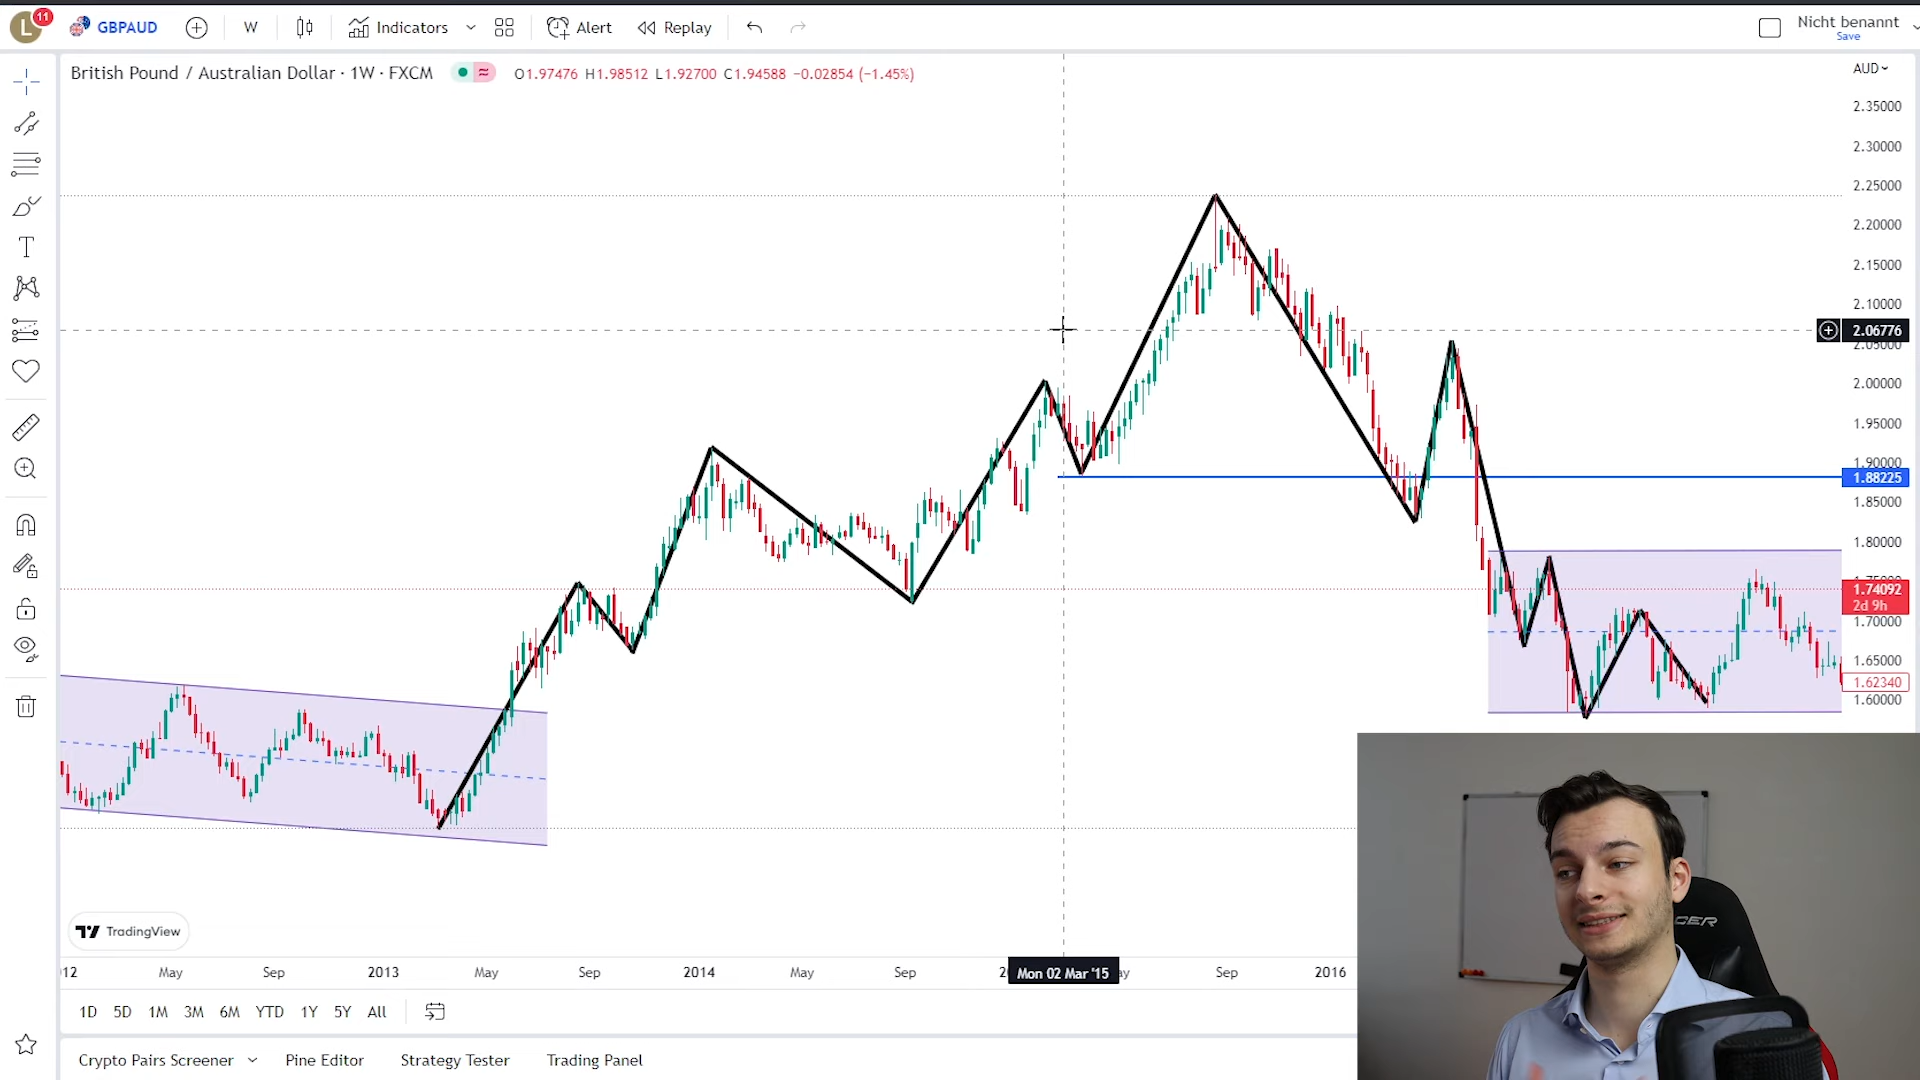 L 11 GBPAUD W Indicators Alert Replay Nicht benannt
Save
British Pound / Australian Dollar · 1W · FXCM O1.97476 H1.98512 L1.92700 C1.94588 −0.02854 (−1.45%)
AUD
2.35000
2.30000
2.25000
2.20000
2.15000
2.10000
2.06776
2.05000
2.00000
1.95000
1.90000
1.88225
1.85000
1.80000
1.74092
2d 9h
1.70000
1.65000
1.62340
1.60000
TradingView
May Sep 2013 May Sep 2014 May Sep Mon 02 Mar '15 Sep 2016
1D 5D 1M 3M 6M YTD 1Y 5Y All
Crypto Pairs Screener Pine Editor Strategy Tester Trading Panel